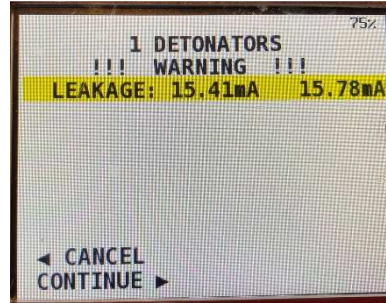 75%
1 DETONATORS
!!! WARNING !!!
LEAKAGE: 15.41mA 15.78mA
◄ CANCEL
CONTINUE ►